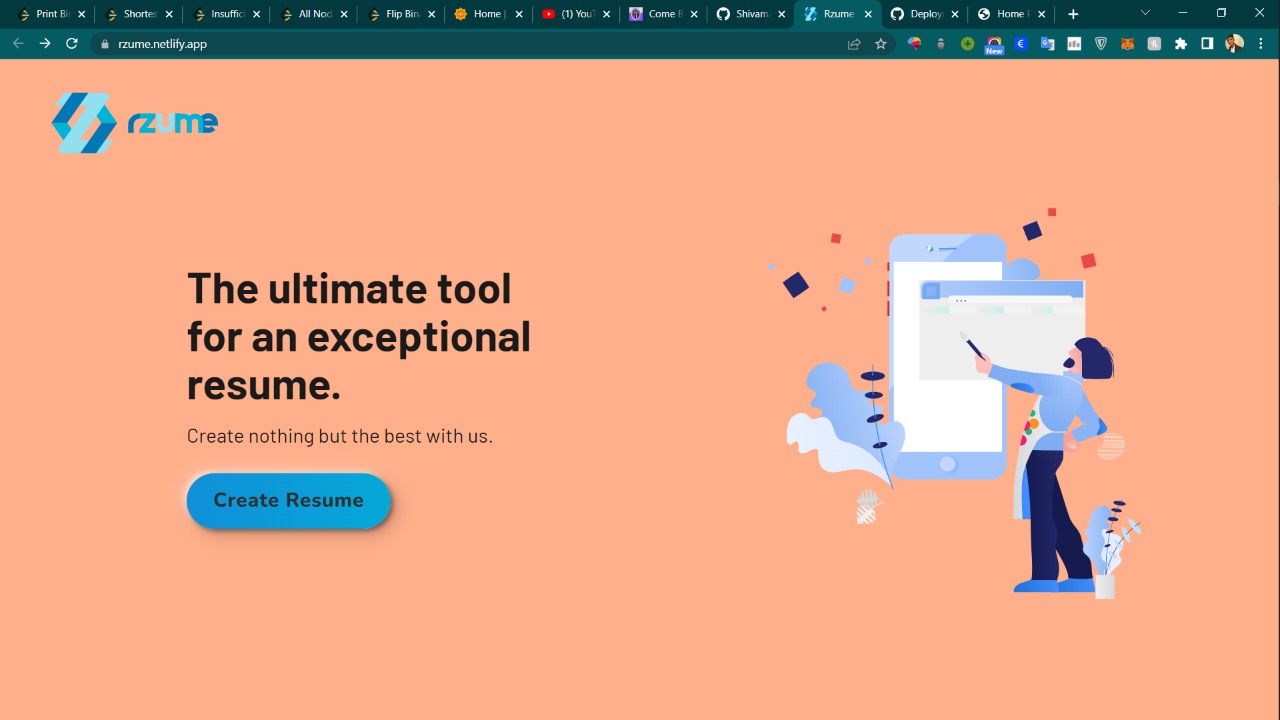 Print Bi
Shortes
Insuffici
All Nod
Flip Bin
Home |
(1) YouT
Come B
Shivam
Rzume
Deploy
Home P
rzume.netlify.app
New
rzume
The ultimate tool
for an exceptional
resume.
Create nothing but the best with us.
Create Resume